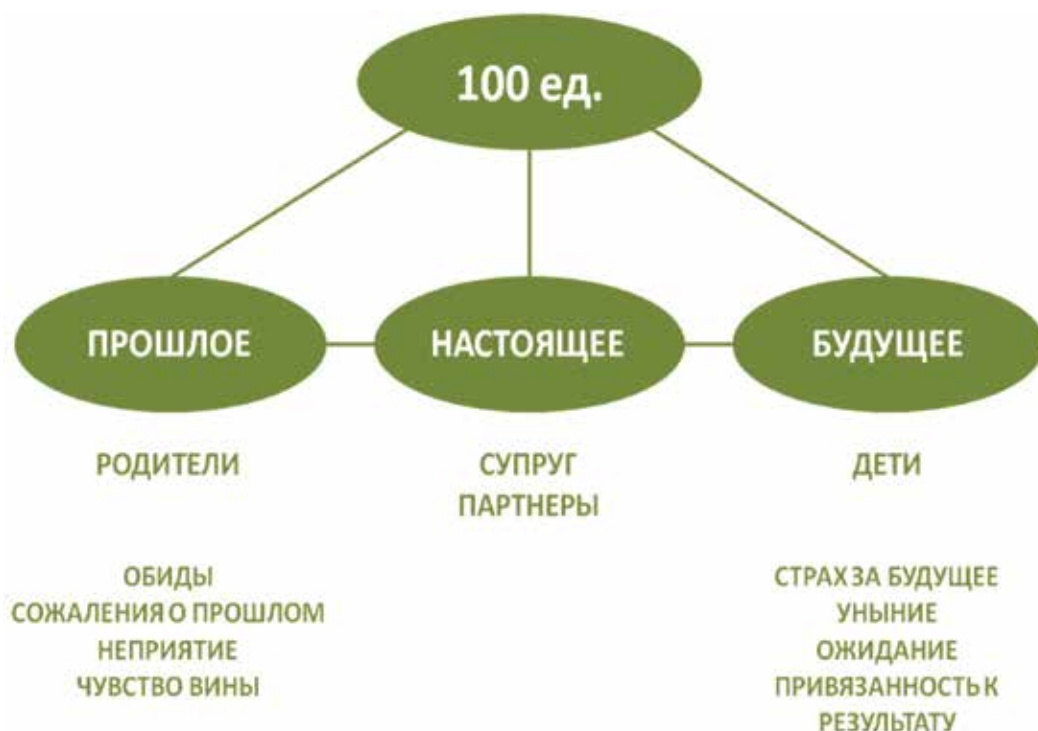 100 ед.
ПРОШЛОЕ
НАСТОЯЩЕЕ
БУДУЩЕЕ
РОДИТЕЛИ
СУПРУГ
ПАРТНЕРЫ
ДЕТИ
ОБИДЫ
СОЖАЛЕНИЯ О ПРОШЛОМ
НЕПРИЯТИЕ
ЧУВСТВО ВИНЫ
СТРАХ ЗА БУДУЩЕЕ
УНЫНИЕ
ОЖИДАНИЕ
ПРИВЯЗАННОСТЬ К
РЕЗУЛЬТАТУ